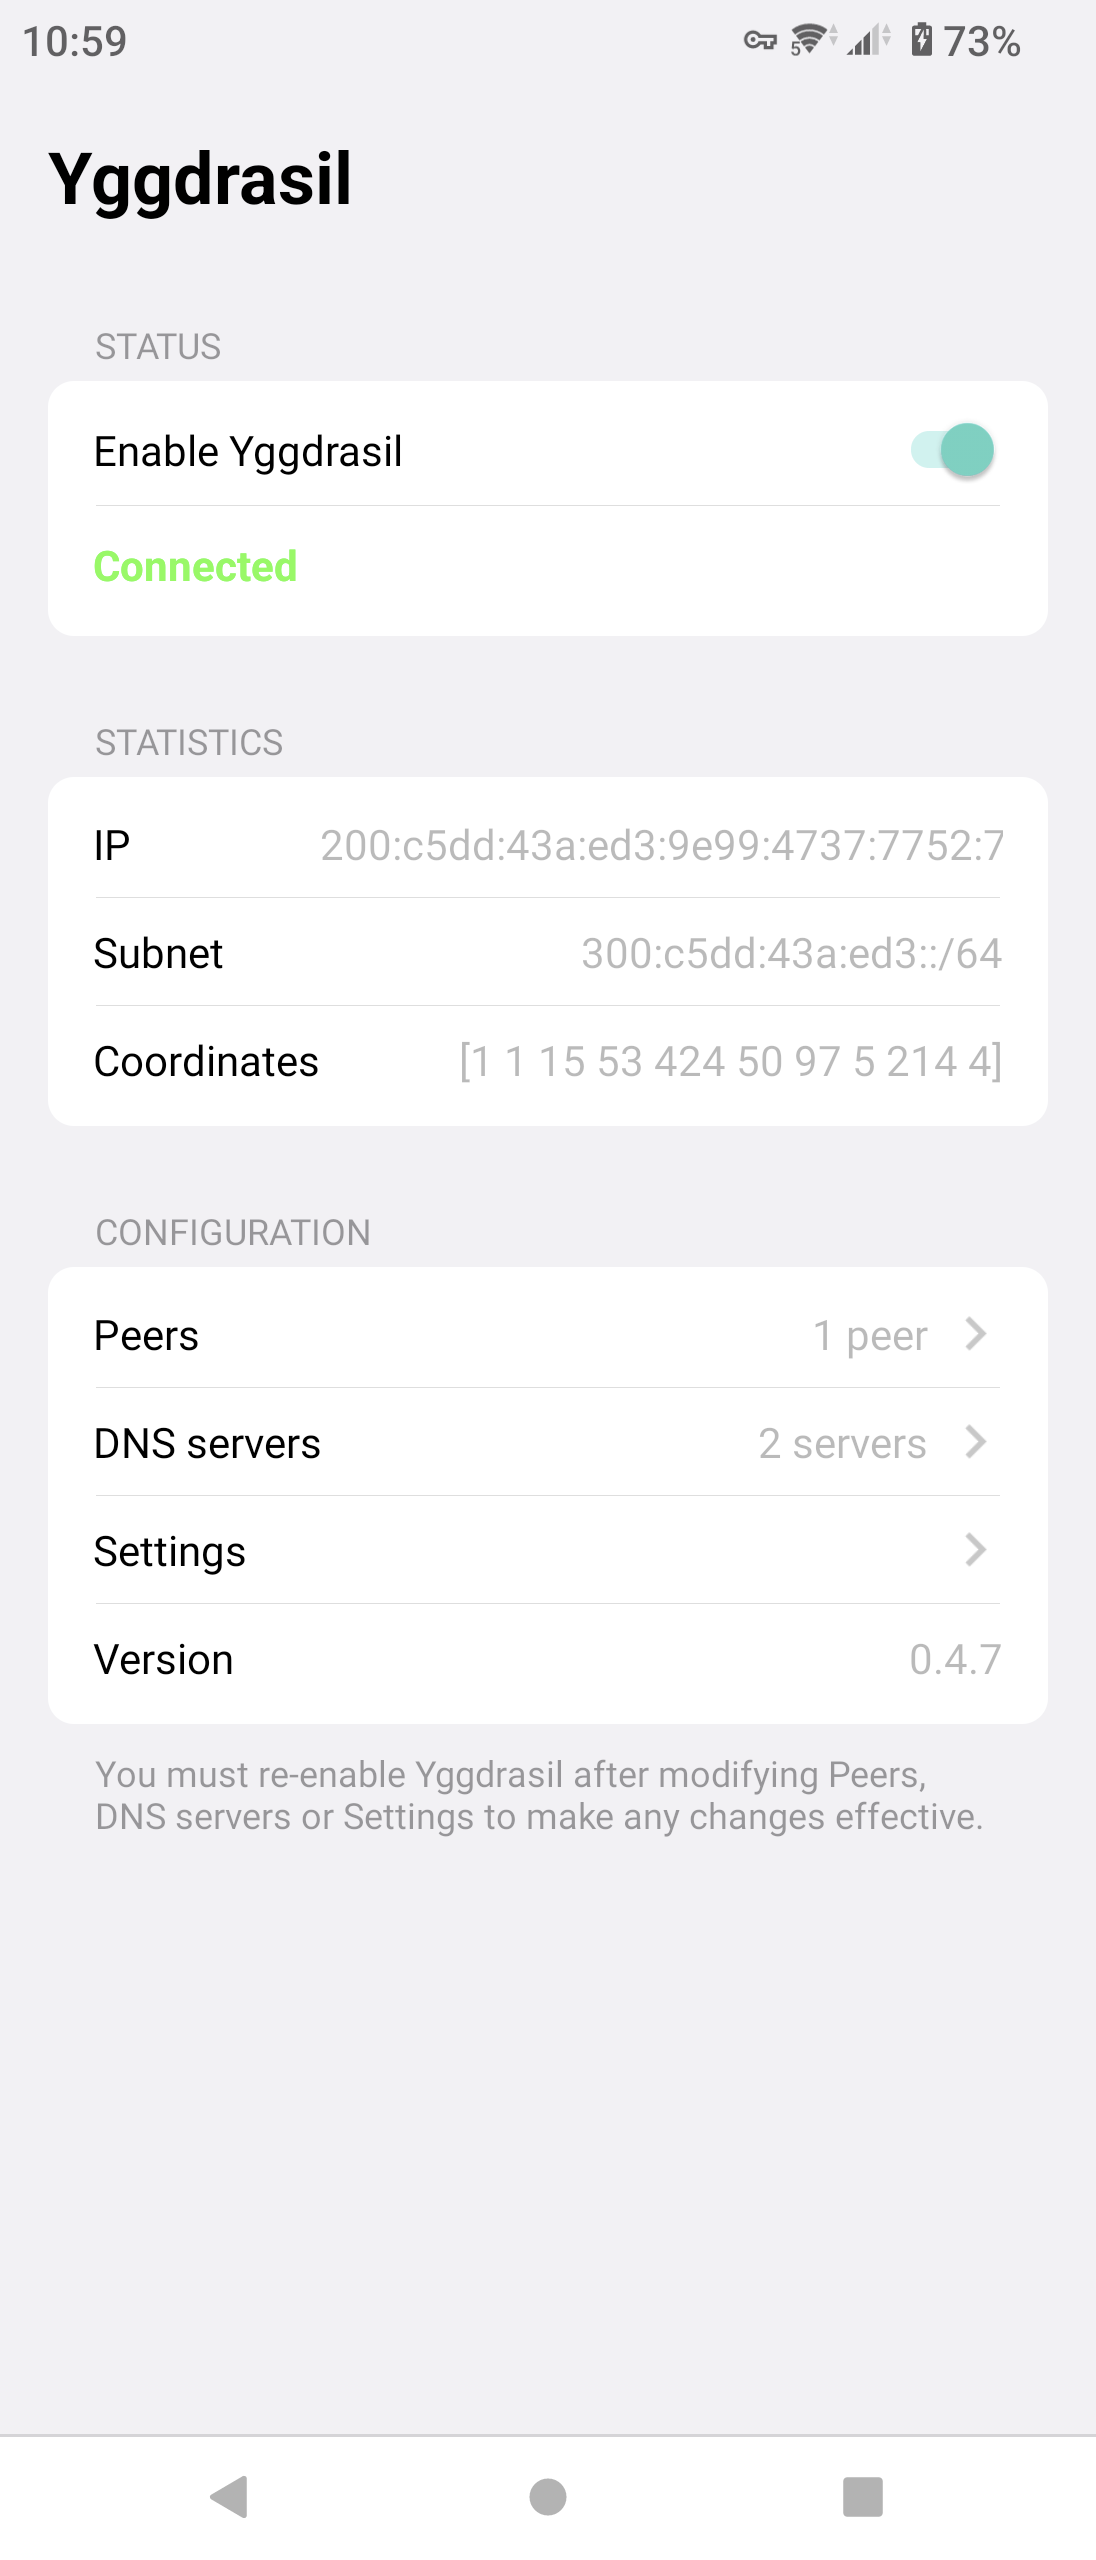 10:59
5
73%
Yggdrasil
STATUS
Enable Yggdrasil
Connected
STATISTICS
IP 200:c5dd:43a:ed3:9e99:4737:7752:7
Subnet 300:c5dd:43a:ed3::/64
Coordinates [1 1 15 53 424 50 97 5 214 4]
CONFIGURATION
Peers 1 peer
DNS servers 2 servers
Settings
Version 0.4.7
You must re-enable Yggdrasil after modifying Peers,
DNS servers or Settings to make any changes effective.